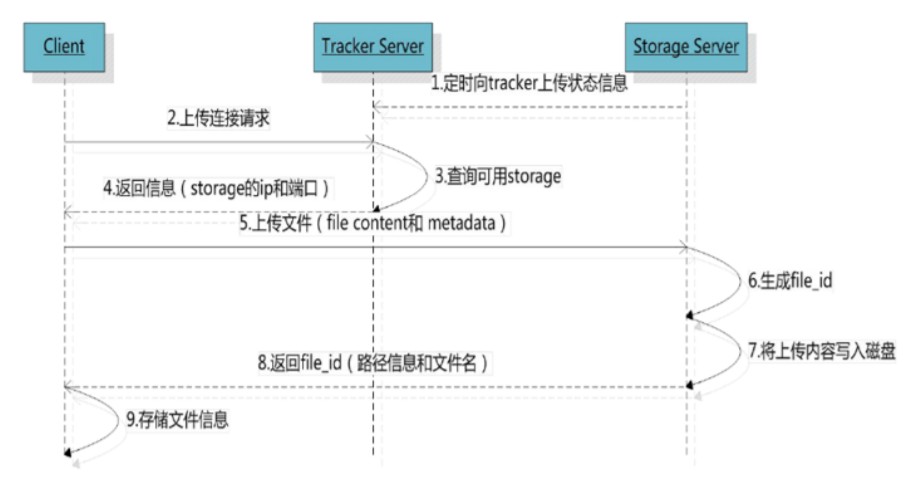 Client
Tracker Server
Storage Server
1.定时向tracker上传状态信息
2.上传连接请求
3.查询可用storage
4.返回信息（storage的ip和端口）
5.上传文件（file content和 metadata）
6.生成file_id
7.将上传内容写入磁盘
8.返回file_id（路径信息和文件名）
9.存储文件信息